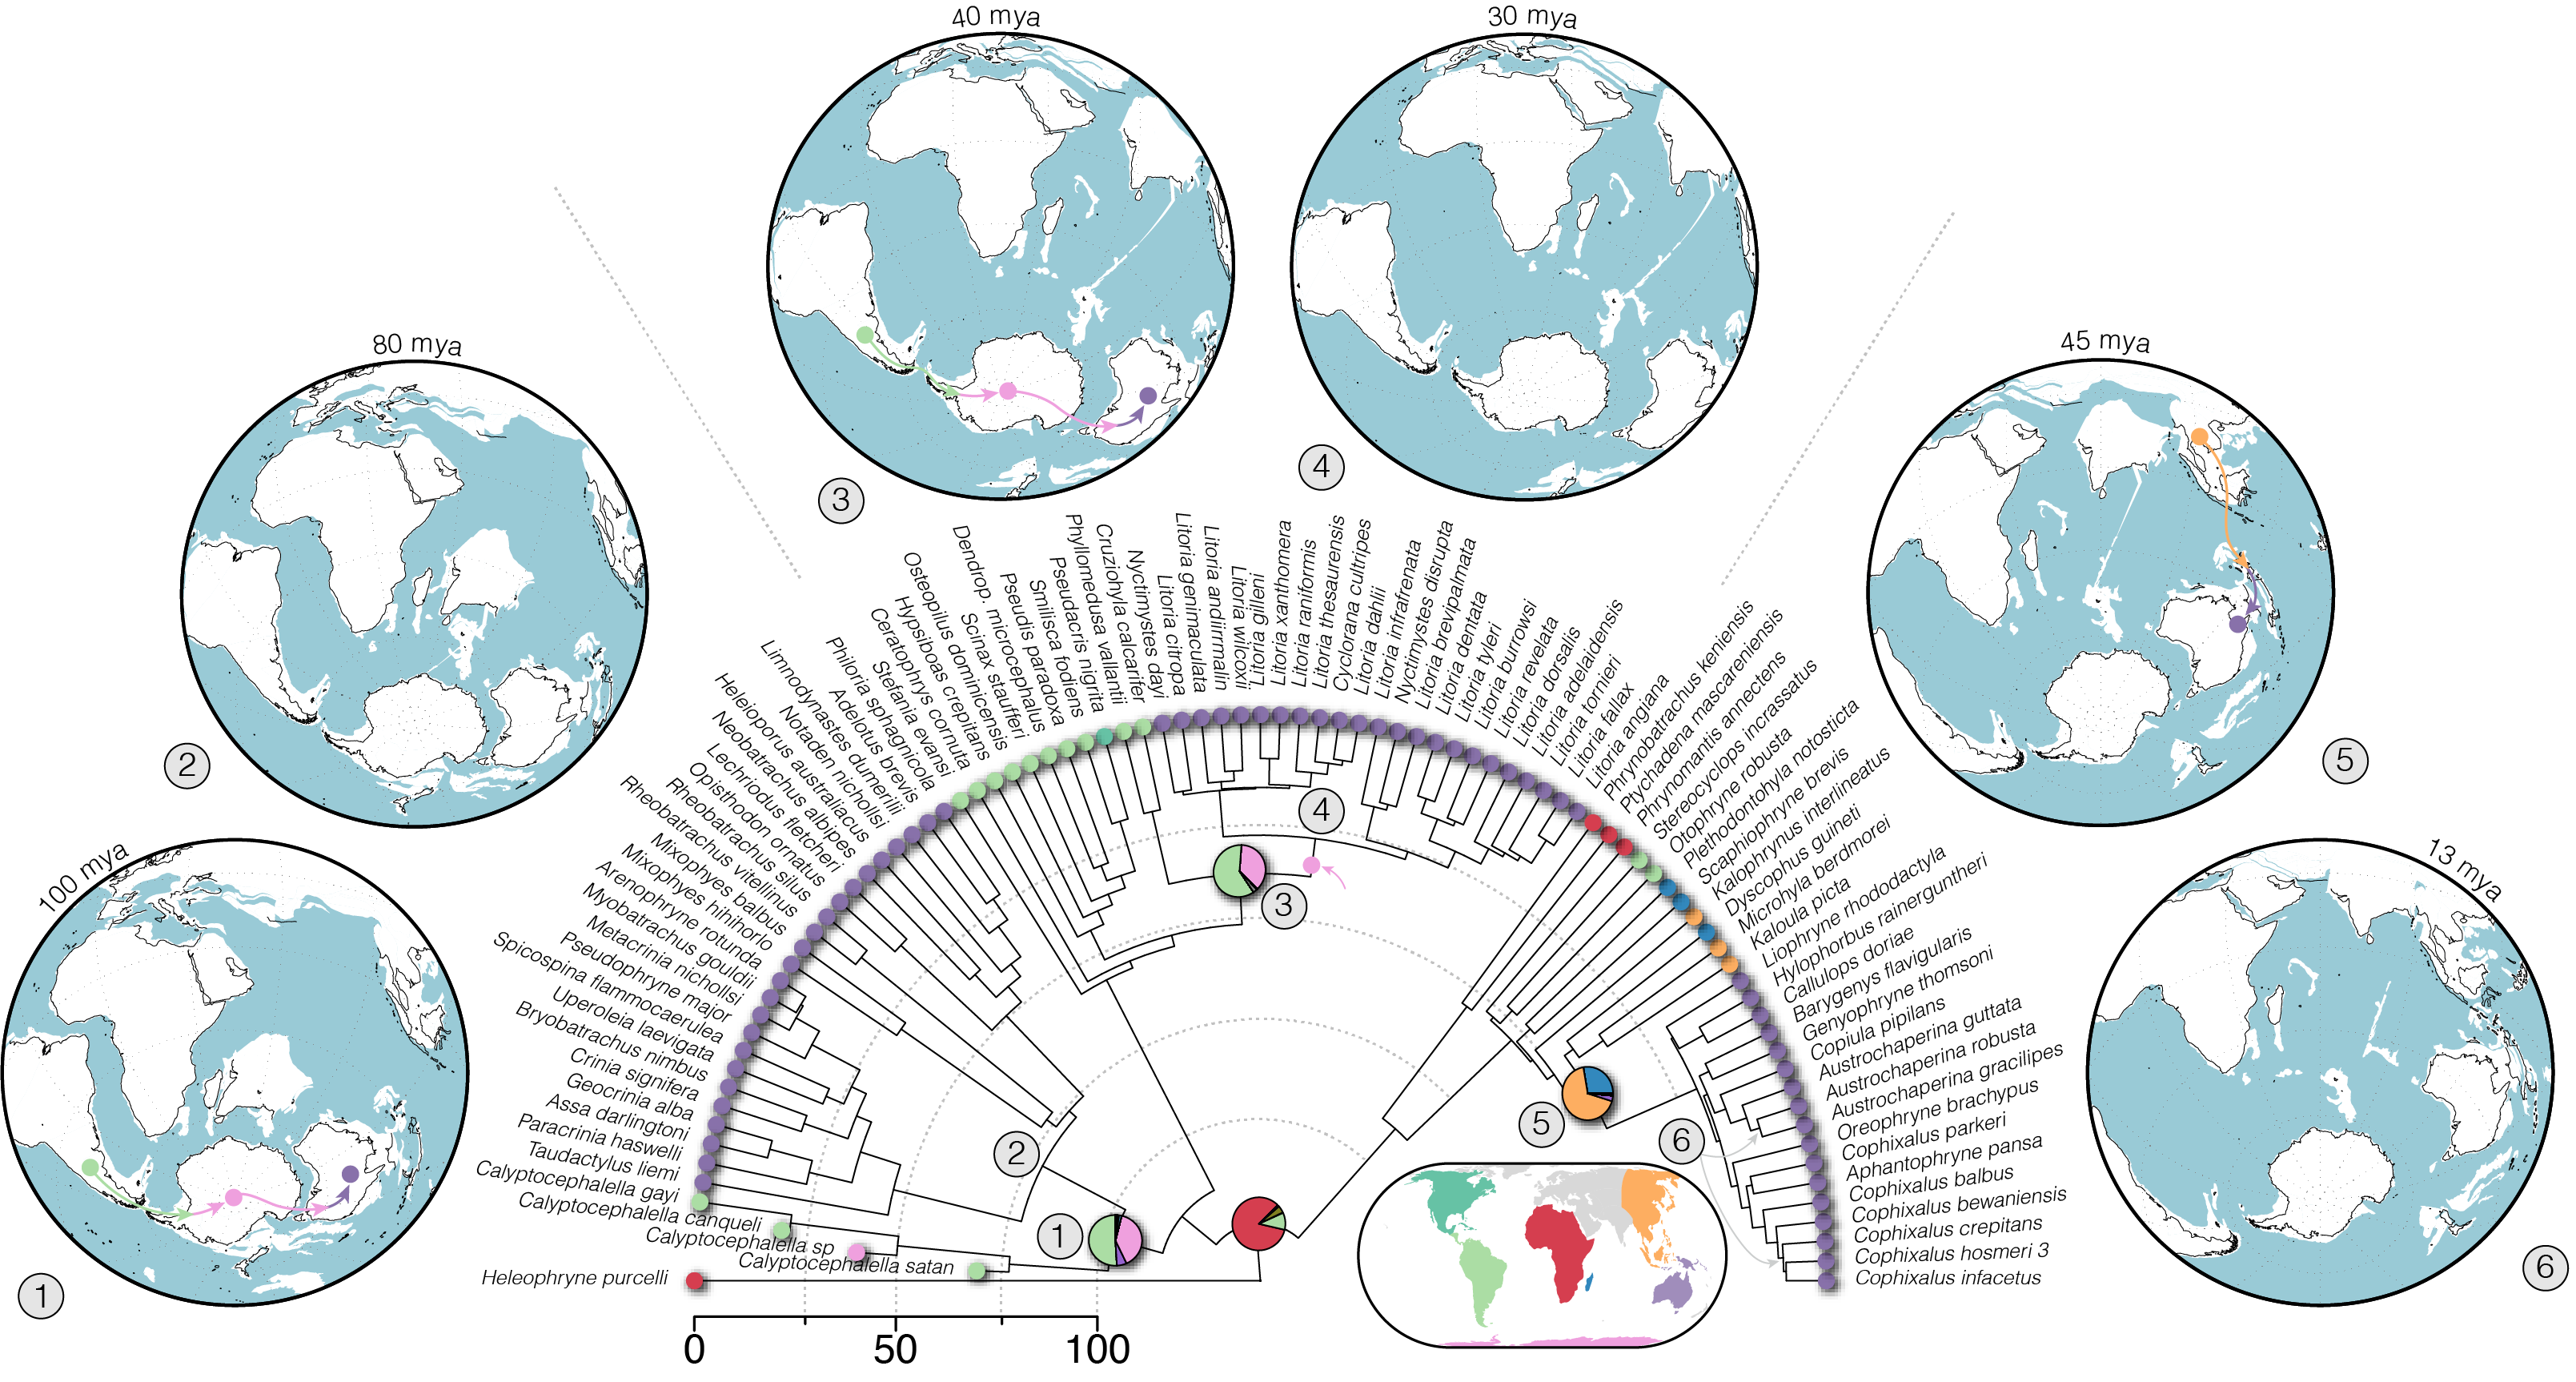 40 mya
30 mya
80 mya
45 mya
100 mya
13 mya
3
4
2
5
1
6
Heleophryne purcelli
Calyptocephalella satan
Calyptocephalella sp
Calyptocephalella canqueli
Calyptocephalella gayi
Taudactylus liemi
Paracrinia haswelli
Assa darlingtoni
Geocrinia alba
Crinia signifera
Bryobatrachus nimbus
Uperoleia laevigata
Spicospina flammocaerulea
Pseudophryne major
Metacrinia nichollsi
Myobatrachus gouldii
Arenophryne rotunda
Mixophyes hihihorlo
Mixophyes balbus
Rheobatrachus vitellinus
Rheobatrachus silus
Rheodon ornatus
Opisthodon ornatus
Lechriodus fletcheri
Neobatrachus albipes
Heleioporus australiacus
Notaden nichollsi
Limnodynastes dumerilii
Adelotus brevis
Philoria sphagnicola
Stefania evansi
Ceratophrys cornuta
Hypsiboas crepitans
Osteopilus dominicensis
Scinax staufferi
Dendrop. microcephalus
Pseudis paradoxa
Smilisca fodiens
Pseudacris nigrita
Phyllomedusa vallantii
Cruziohyla calcarifer
Nyctimystes dayi
Litoria citropa
Litoria genimaculata
Litoria andiirrmalin
Litoria wilcoxii
Litoria gilleni
Litoria xanthomera
Litoria raniformis
Litoria thesaurensis
Cyclorana cultripes
Litoria dahlii
Litoria infrafrenata
Nyctimystes disrupta
Litoria brevipalmata
Litoria dentata
Litoria tyleri
Litoria burrowsi
Litoria revelata
Litoria dorsalis
Litoria adelaidensis
Litoria tornieri
Litoria fallax
Litoria angiana
Phrynobatrachus keniensis
Ptychadena mascareniensis
Phrynomantis annectens
Stereocyclops incrassatus
Otophryne robusta
Plethodontohyla notosticta
Scaphiophryne brevis
Kalophrynus interlineatus
Dyscophus guineti
Microhyla berdmorei
Kaloula picta
Liophryne rhododactyla
Hylophorbus rainerguntheri
Callulops doriae
Barygenys flavigularis
Genyophryne thomsoni
Copiula pipilans
Austrochaperina guttata
Austrochaperina robusta
Austrochaperina gracilipes
Oreophryne brachypus
Cophixalus parkeri
Aphantophryne pansa
Cophixalus balbus
Cophixalus bewaniensis
Cophixalus crepitans
Cophixalus hosmeri 3
Cophixalus infacetus
4
3
2
1
5
6
0
50
100